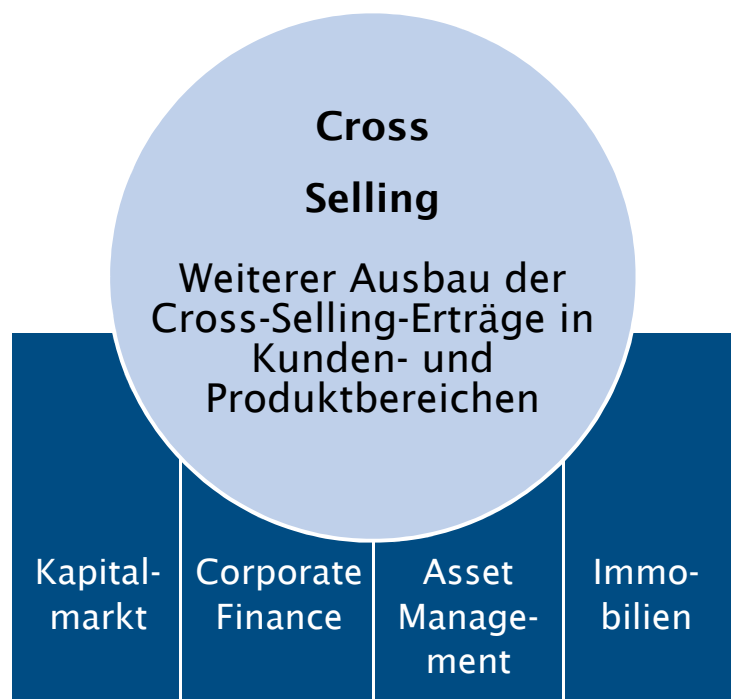 Cross
Selling
Weiterer Ausbau der
Cross-Selling-Erträge in
Kunden- und
Produktbereichen
Kapital-
markt
Corporate
Finance
Asset
Manage-
ment
Immo-
bilien